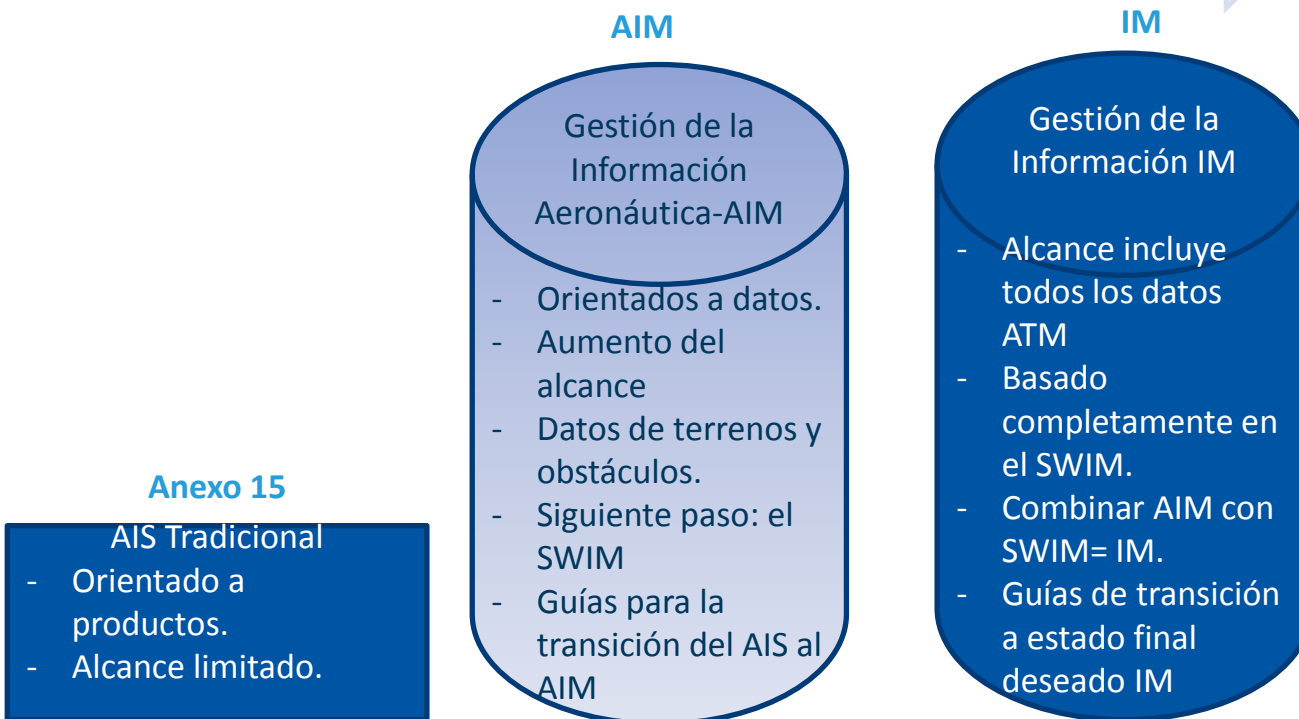 Anexo 15
AIS Tradicional
- Orientado a
productos.
- Alcance limitado.
AIM
Gestión de la
Información
Aeronáutica-AIM
- Orientados a datos.
- Aumento del
alcance
- Datos de terrenos y
obstáculos.
- Siguiente paso: el
SWIM
- Guías para la
transición del AIS al
AIM
IM
Gestión de la
Información IM
- Alcance incluye
todos los datos
ATM
- Basado
completamente en
el SWIM.
- Combinar AIM con
SWIM= IM.
- Guías de transición
a estado final
deseado IM